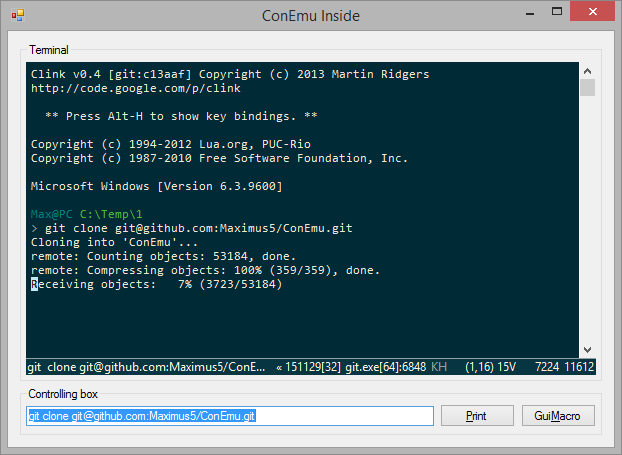 ConEmu Inside
Terminal
Clink v0.4 [git:c13aaf] Copyright (c) 2013 Martin Ridgers
http://code.google.com/p/clink
** Press Alt-H to show key bindings. **
Copyright (c) 1994-2012 Lua.org, PUC-Rio
Copyright (c) 1987-2010 Free Software Foundation, Inc.
Microsoft Windows [Version 6.3.9600]
Max@PC C:\Temp\1
> git clone git@github.com:Maximus5/ConEmu.git
Cloning into 'ConEmu'...
remote: Counting objects: 53184, done.
remote: Compressing objects: 100% (359/359), done.
Receiving objects:   7% (3723/53184)
git  clone git@github.com:Maximus5/ConE... « 151129[32] git.exe[64]:6848 KH (1,16) 15V 7224 11612
Controlling box
git clone git@github.com:Maximus5/ConEmu.git Print GuiMacro